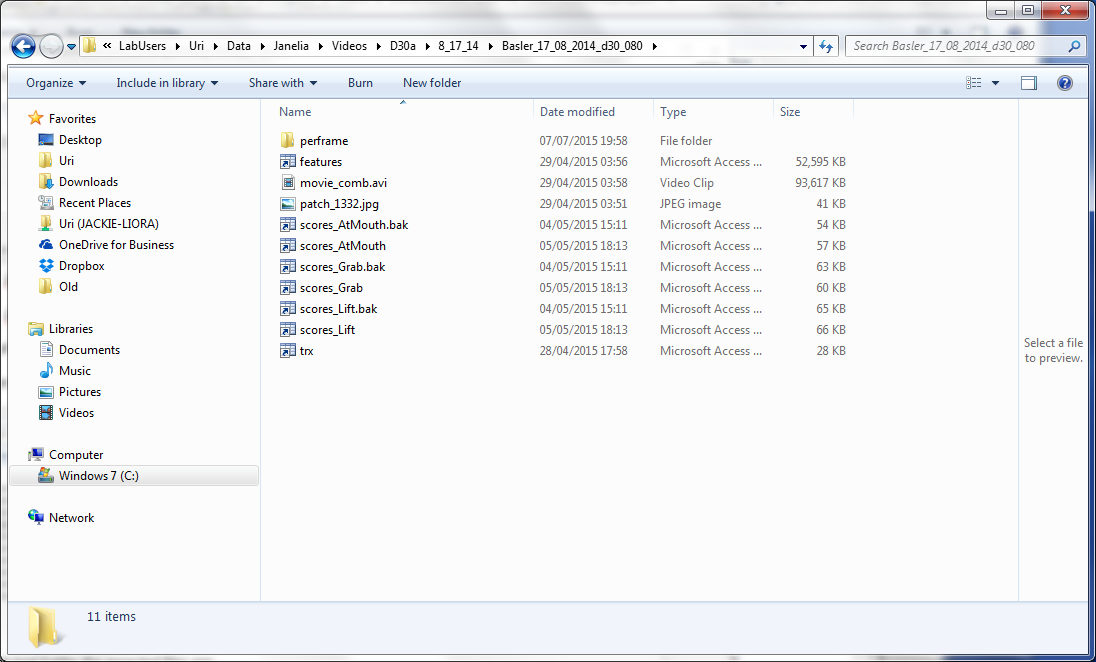 « LabUsers Uri Data Janelia Videos D30a 8_17_14 Basler_17_08_2014_d30_080 Search Basler_17_08_2014_d30_080
Organize Include in library Share with Burn New folder
Favorites
Desktop
Uri
Downloads
Recent Places
Uri (JACKIE-LIORA)
OneDrive for Business
Dropbox
Old
Libraries
Documents
Music
Pictures
Videos
Computer
Windows 7 (C:)
Network
Name Date modified Type Size
perframe 07/07/2015 19:58 File folder
features 29/04/2015 03:56 Microsoft Access ... 52,595 KB
movie_comb.avi 29/04/2015 03:58 Video Clip 93,617 KB
patch_1332.jpg 29/04/2015 03:51 JPEG image 41 KB
scores_AtMouth.bak 04/05/2015 15:11 Microsoft Access ... 54 KB
scores_AtMouth 05/05/2015 18:13 Microsoft Access ... 57 KB
scores_Grab.bak 04/05/2015 15:11 Microsoft Access ... 63 KB
scores_Grab 05/05/2015 18:13 Microsoft Access ... 60 KB
scores_Lift.bak 04/05/2015 15:11 Microsoft Access ... 65 KB
scores_Lift 05/05/2015 18:13 Microsoft Access ... 66 KB
trx 28/04/2015 17:58 Microsoft Access ... 28 KB
Select a file
to preview.
11 items